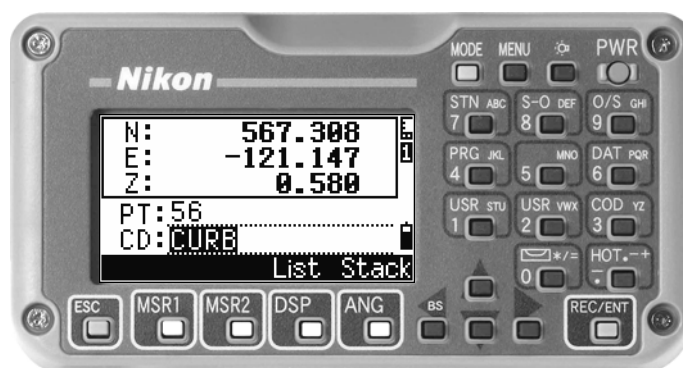 MODE MENU PWR
Nikon
N: 567.308
E: -121.147
1
Z: 0.580
PT:56
CD:CURB
List Stack
STN ABC S-O DEF O/S GHI
7 8 9
PRG JKL MNO DAT PQR
4 5 6
USR STU USR VWX COD YZ
1 2 3
*/= HOT.-+
0 .
ESC MSR1 MSR2 DSP ANG BS REC/ENT